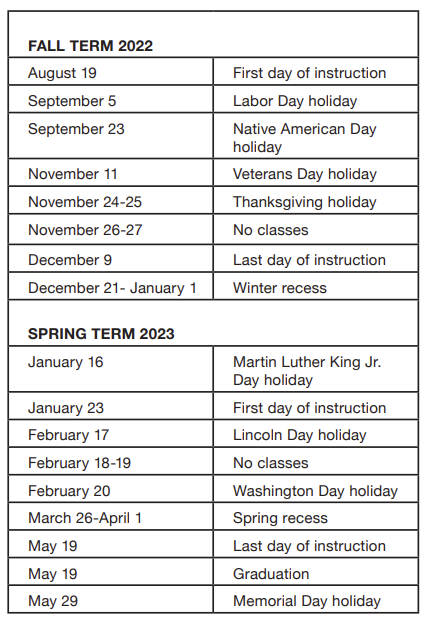 FALL TERM 2022
August 19 First day of instruction
September 5 Labor Day holiday
September 23 Native American Day
holiday
November 11 Veterans Day holiday
November 24-25 Thanksgiving holiday
November 26-27 No classes
December 9 Last day of instruction
December 21- January 1 Winter recess
SPRING TERM 2023
January 16 Martin Luther King Jr.
Day holiday
January 23 First day of instruction
February 17 Lincoln Day holiday
February 18-19 No classes
February 20 Washington Day holiday
March 26-April 1 Spring recess
May 19 Last day of instruction
May 19 Graduation
May 29 Memorial Day holiday